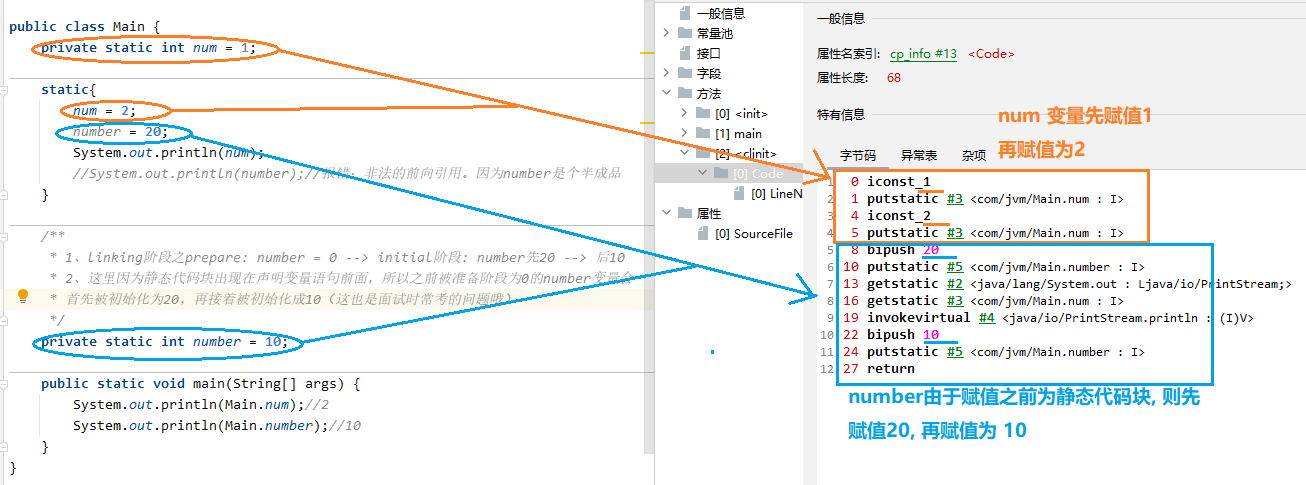 public class Main {
private static int num = 1;
static{
num = 2;
number = 20;
System.out.println(num);
//System.out.println(number);//报错：非法的前向引用。因为number是个半成品
}
/**
* 1、linking阶段之prepare：number = 0 --> initial阶段：number先20 --> 后10
* 2、这里因为静态代码块出现在声明变量语句前面，所以之前被准备阶段为0的number变量会
* 首先被初始化为20，再接着被初始化成10（这也是面试时常考的问题哦）
*/
private static int number = 10;
public static void main(String[] args) {
System.out.println(Main.num);//2
System.out.println(Main.number);//10
}
}
一般信息
常量池
接口
字段
方法
[0] <init>
[1] main
[2] <clinit>
[0] Code
[0] LineN
属性
[0] SourceFile
一般信息
属性名索引: cp_info #13 <Code>
属性长度: 68
特有信息
num 变量先赋值1
再赋值为2
字节码 异常表 杂项
1 0 iconst_1
2 1 putstatic #3 <com/jvm/Main.num : I>
3 4 iconst_2
4 5 putstatic #3 <com/jvm/Main.num : I>
5 8 bipush 20
6 10 putstatic #5 <com/jvm/Main.number : I>
7 13 getstatic #2 <java/lang/System.out : Ljava/io/PrintStream;>
8 16 getstatic #3 <com/jvm/Main.num : I>
9 19 invokevirtual #4 <java/io/PrintStream.println : (I)V>
10 22 bipush 10
11 24 putstatic #5 <com/jvm/Main.number : I>
12 27 return
number由于赋值之前为静态代码块, 则先
赋值20, 再赋值为 10